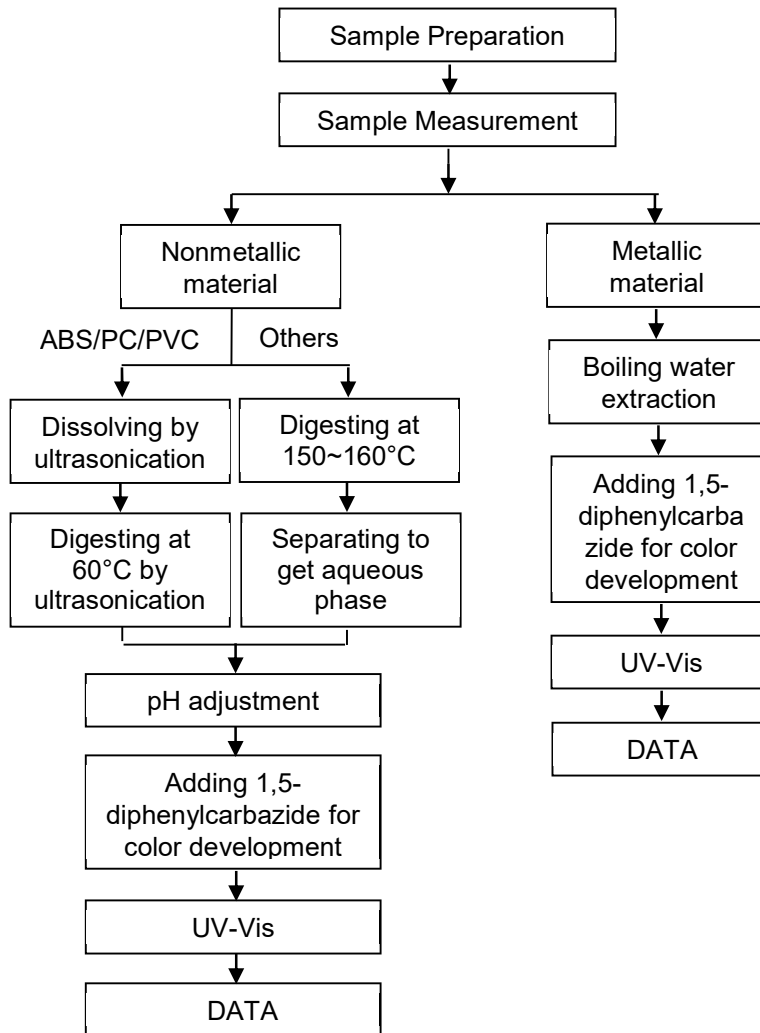 Sample Preparation
Sample Measurement
Nonmetallic
material
Metallic
material
ABS/PC/PVC
Others
Boiling water
extraction
Dissolving by
ultrasonication
Digesting at
150~160°C
Adding 1,5-
diphenylcarba
zide for color
development
Digesting at
60°C by
ultrasonication
Separating to
get aqueous
phase
UV-Vis
pH adjustment
DATA
Adding 1,5-
diphenylcarbazide for
color development
UV-Vis
DATA